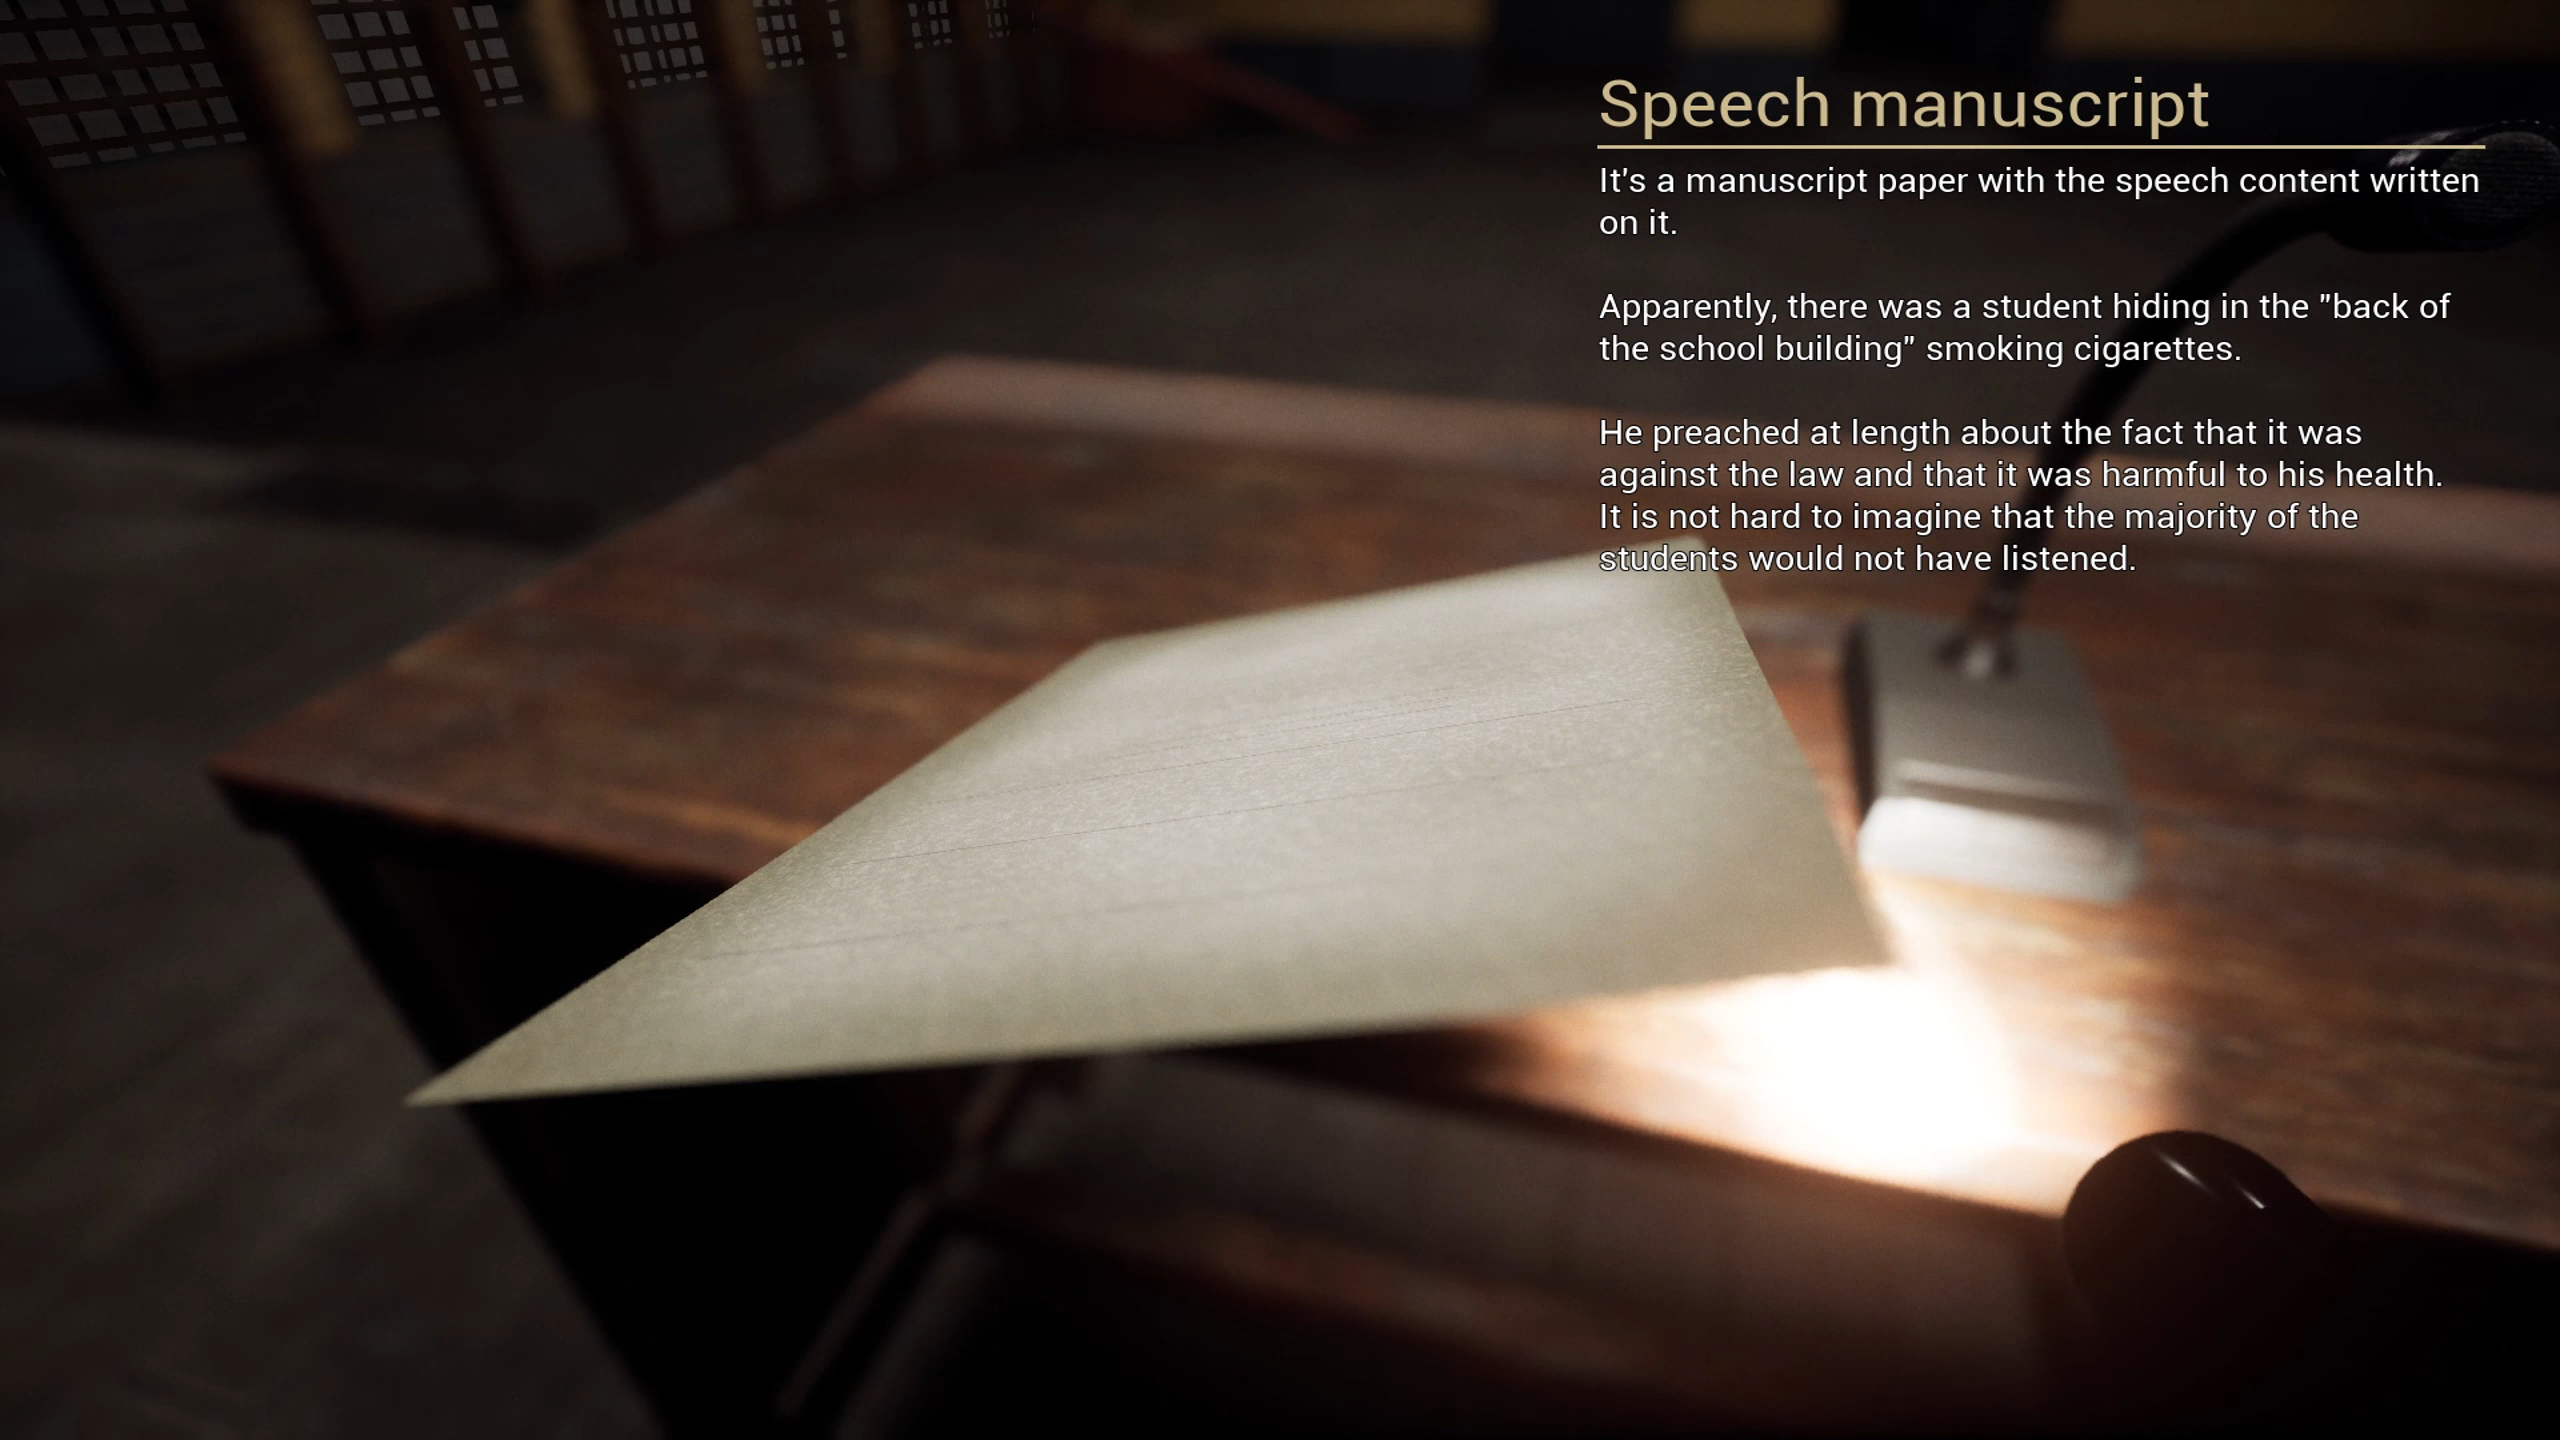 Speech manuscript
It's a manuscript paper with the speech content written
on it.
Apparently, there was a student hiding in the "back of
the school building" smoking cigarettes.
He preached at length about the fact that it was
against the law and that it was harmful to his health.
It is not hard to imagine that the majority of the
students would not have listened.